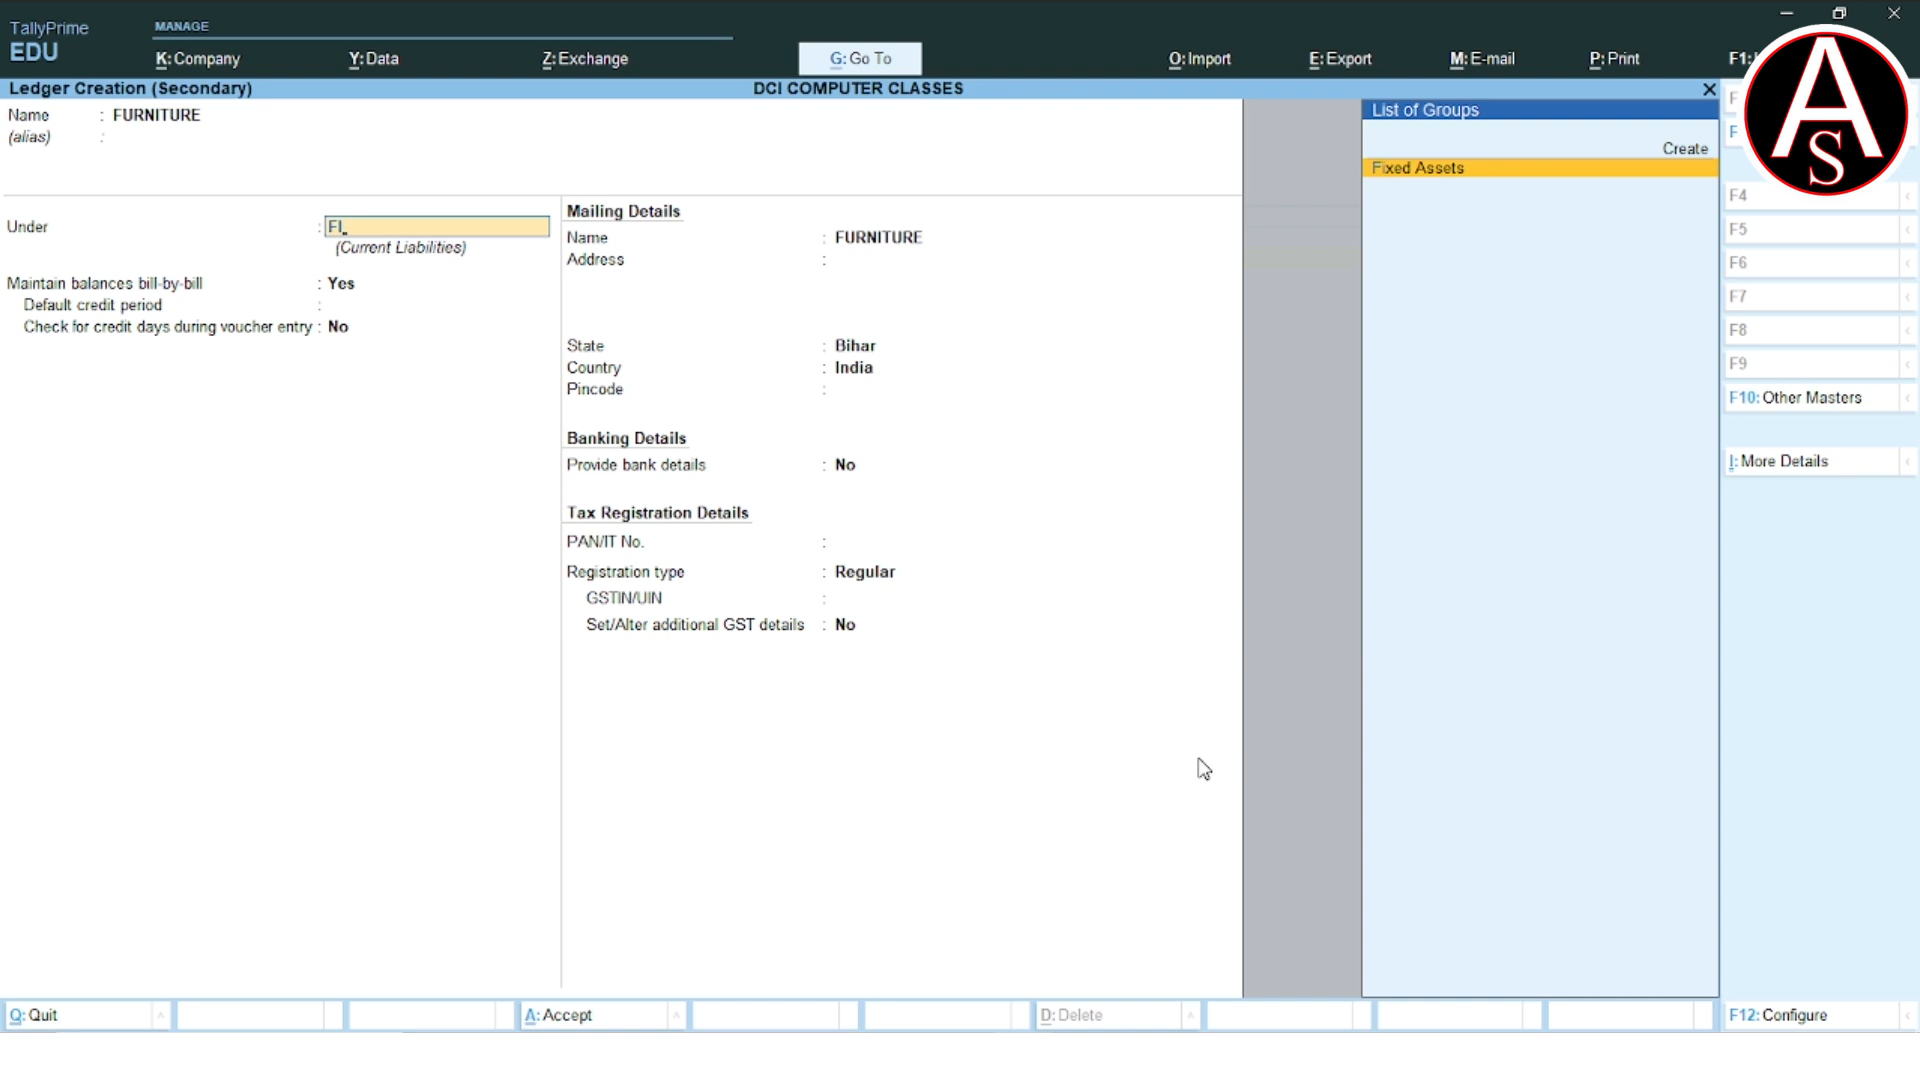 TallyPrime
EDU
MANAGE
K: Company
Y: Data
Z: Exchange
G: Go To
O: Import
E: Export
M: E-mail
P: Print
F1:
Ledger Creation (Secondary)
DCI COMPUTER CLASSES
Name : FURNITURE
(alias) :
Under : FI
(Current Liabilities)
Maintain balances bill-by-bill : Yes
Default credit period :
Check for credit days during voucher entry : No
Mailing Details
Name : FURNITURE
Address :
State : Bihar
Country : India
Pincode :
Banking Details
Provide bank details : No
Tax Registration Details
PAN/IT No. :
Registration type : Regular
GSTIN/UIN :
Set/Alter additional GST details : No
List of Groups
Create
Fixed Assets
A
S
F
F
F4
F5
F6
F7
F8
F9
F10: Other Masters
I: More Details
Q: Quit
A: Accept
D: Delete
F12: Configure